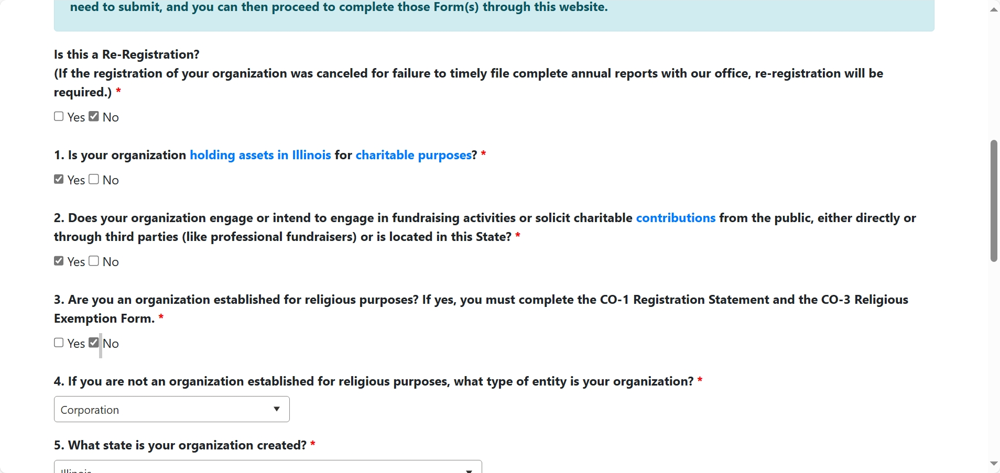 need to submit, and you can then proceed to complete those Form(s) through this website.
Is this a Re-Registration?
(If the registration of your organization was canceled for failure to timely file complete annual reports with our office, re-registration will be
required.) *
Yes No
1. Is your organization holding assets in Illinois for charitable purposes? *
Yes No
2. Does your organization engage or intend to engage in fundraising activities or solicit charitable contributions from the public, either directly or
through third parties (like professional fundraisers) or is located in this State? *
Yes No
3. Are you an organization established for religious purposes? If yes, you must complete the CO-1 Registration Statement and the CO-3 Religious
Exemption Form. *
Yes No
4. If you are not an organization established for religious purposes, what type of entity is your organization? *
Corporation
5. What state is your organization created? *
Illinois